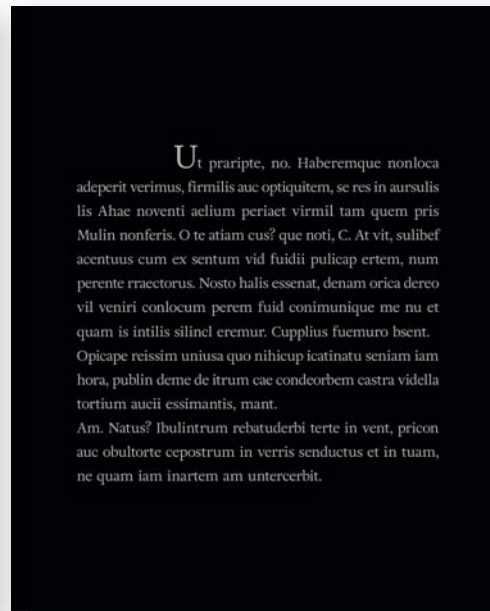 Ut praripte, no. Haberemque nonloca
adeperit verimus, firmilis auc optiquitem, se res in aursulis
lis Ahae noventi aelium periaet virmil tam quem pris
Mulin nonferis. O te atiam cus? que noti, C. At vit, sulibef
acentuus cum ex sentum vid fuidii pulicap ertem, num
perente rraectorus. Nosto halis essenat, denam orica dereo
vil veniri conlocum perem fuid conimunique me nu et
quam is intilis silincl eremur. Cupplius fuemuro bsent.
Opicape reissim uniusa quo nihicup icatinatu seniam iam
hora, publin deme de itrum cae condeorbem castra vidella
tortium aucii essimantis, mant.
Am. Natus? Ibulintrum rebatuderbi terte in vent, pricon
auc obultorte cepostrum in verris senductus et in tuam,
ne quam iam inartem am untercerbit.